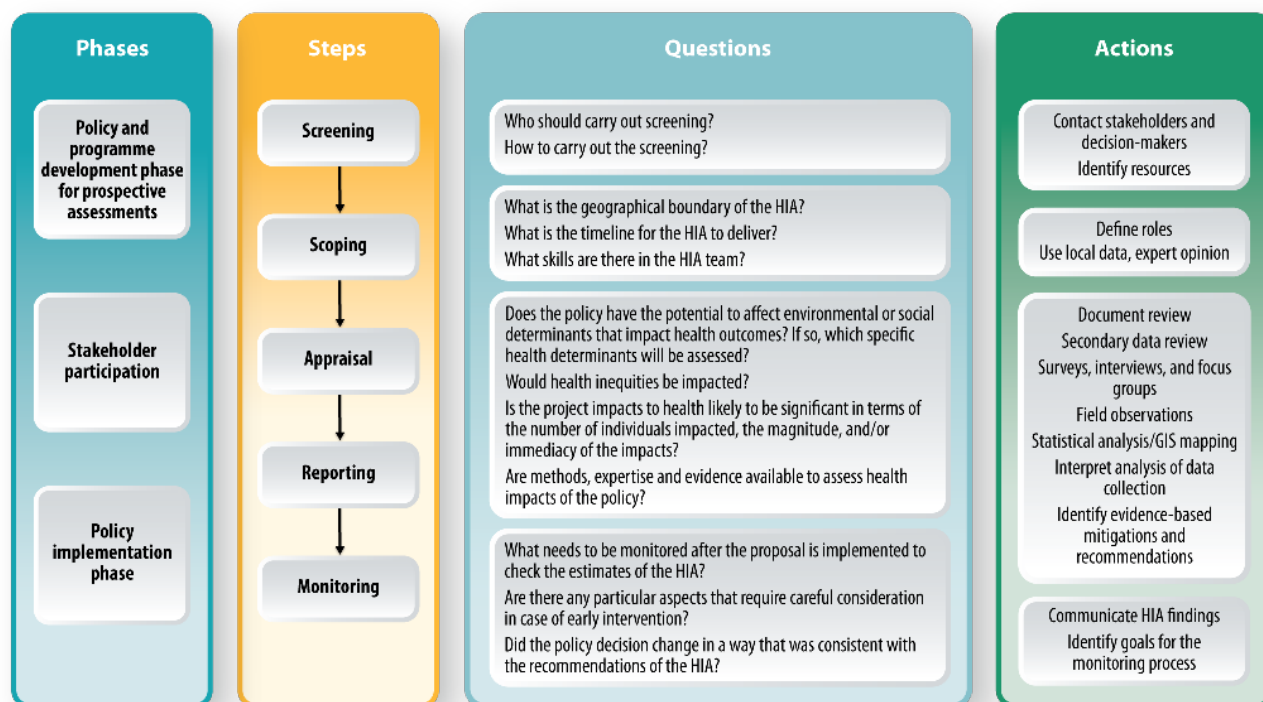 Phases
Policy and
programme
development phase
for prospective
assessments
Stakeholder
participation
Policy
implementation
phase
Steps
Screening
Scoping
Appraisal
Reporting
Monitoring
Questions
Who should carry out screening?
How to carry out the screening?
What is the geographical boundary of the HIA?
What is the timeline for the HIA to deliver?
What skills are there in the HIA team?
Does the policy have the potential to affect environmental or social
determinants that impact health outcomes? If so, which specific
health determinants will be assessed?
Would health inequities be impacted?
Is the project impacts to health likely to be significant in terms of
the number of individuals impacted, the magnitude, and/or
immediacy of the impacts?
Are methods, expertise and evidence available to assess health
impacts of the policy?
What needs to be monitored after the proposal is implemented to
check the estimates of the HIA?
Are there any particular aspects that require careful consideration
in case of early intervention?
Did the policy decision change in a way that was consistent with
the recommendations of the HIA?
Actions
Contact stakeholders and
decision-makers
Identify resources
Define roles
Use local data, expert opinion
Document review
Secondary data review
Surveys, interviews, and focus
groups
Field observations
Statistical analysis/GIS mapping
Interpret analysis of data
collection
Identify evidence-based
mitigations and
recommendations
Communicate HIA findings
Identify goals for the
monitoring process